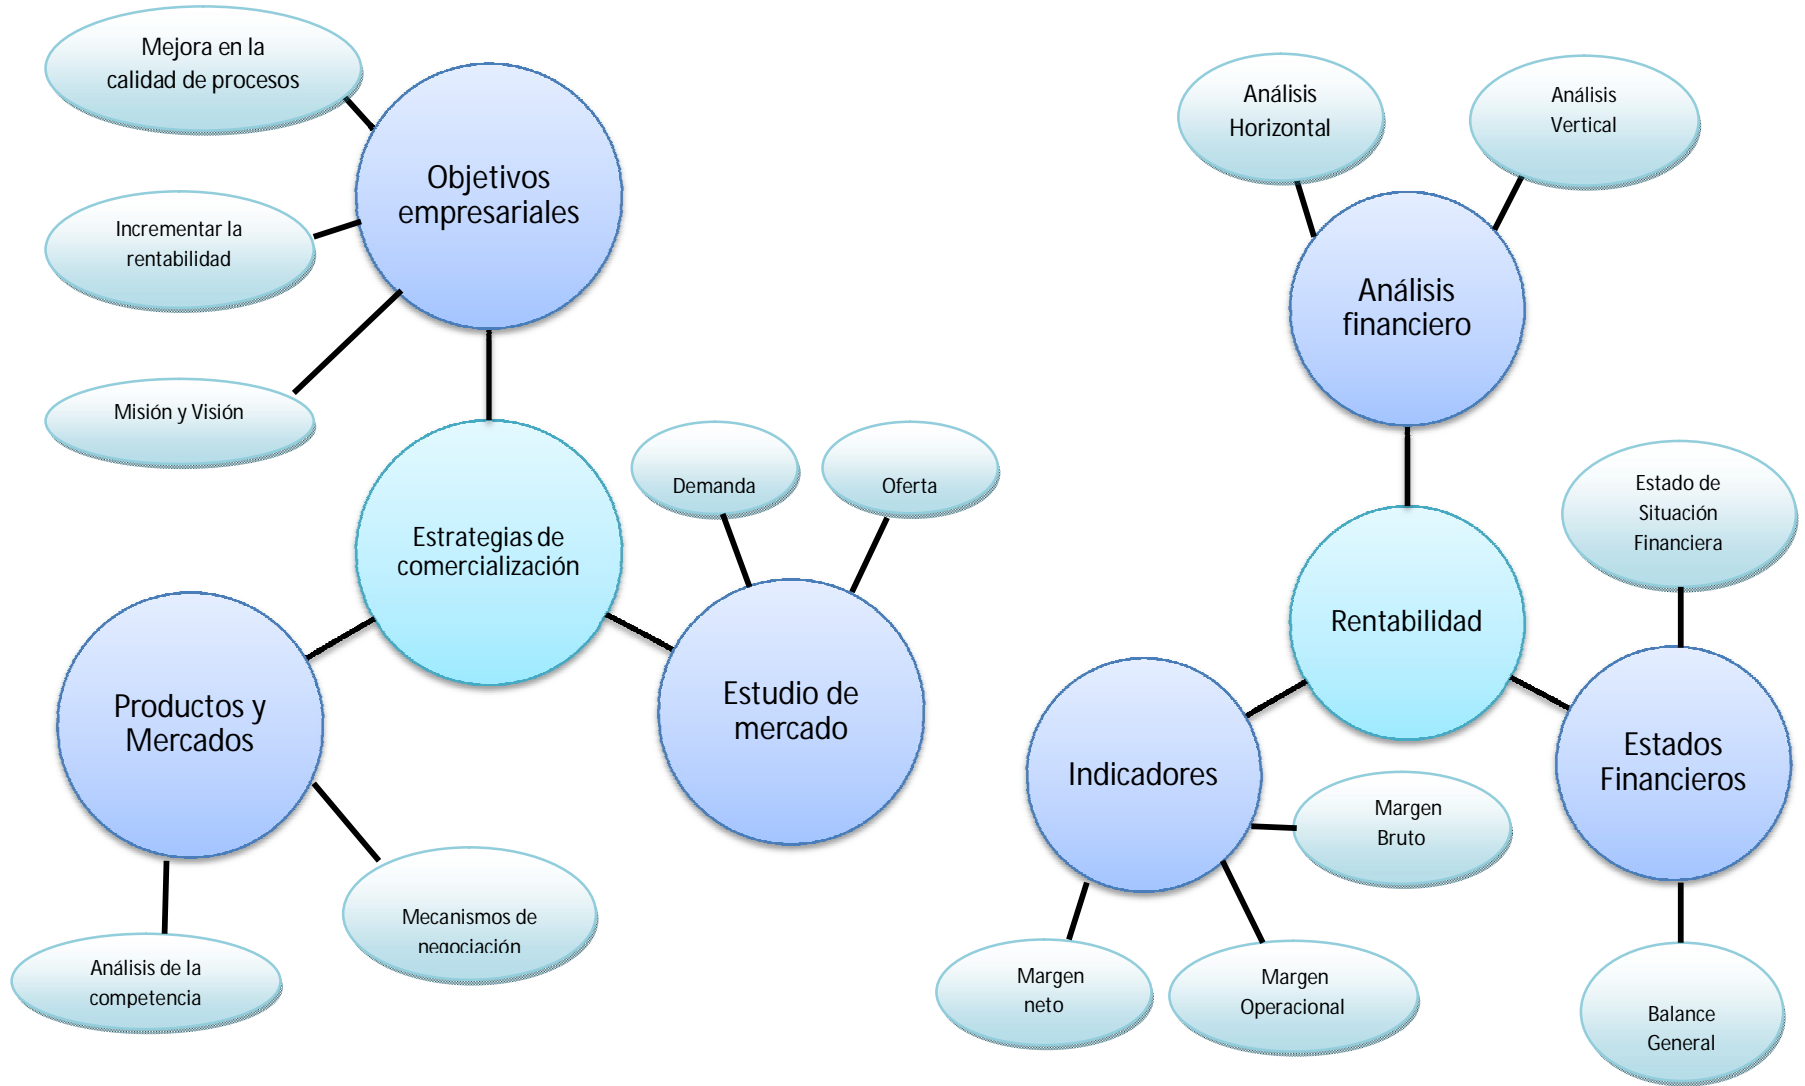 Mejora en la
calidad de procesos
Objetivos
empresariales
Incrementar la
rentabilidad
Misión y Visión
Estrategias de
comercialización
Demanda
Oferta
Estudio de
mercado
Productos y
Mercados
Mecanismos de
negociación
Análisis de la
competencia
Análisis
Horizontal
Análisis
Vertical
Análisis
financiero
Rentabilidad
Estado de
Situación
Financiera
Estados
Financieros
Balance
General
Indicadores
Margen
Bruto
Margen
Operacional
Margen
neto